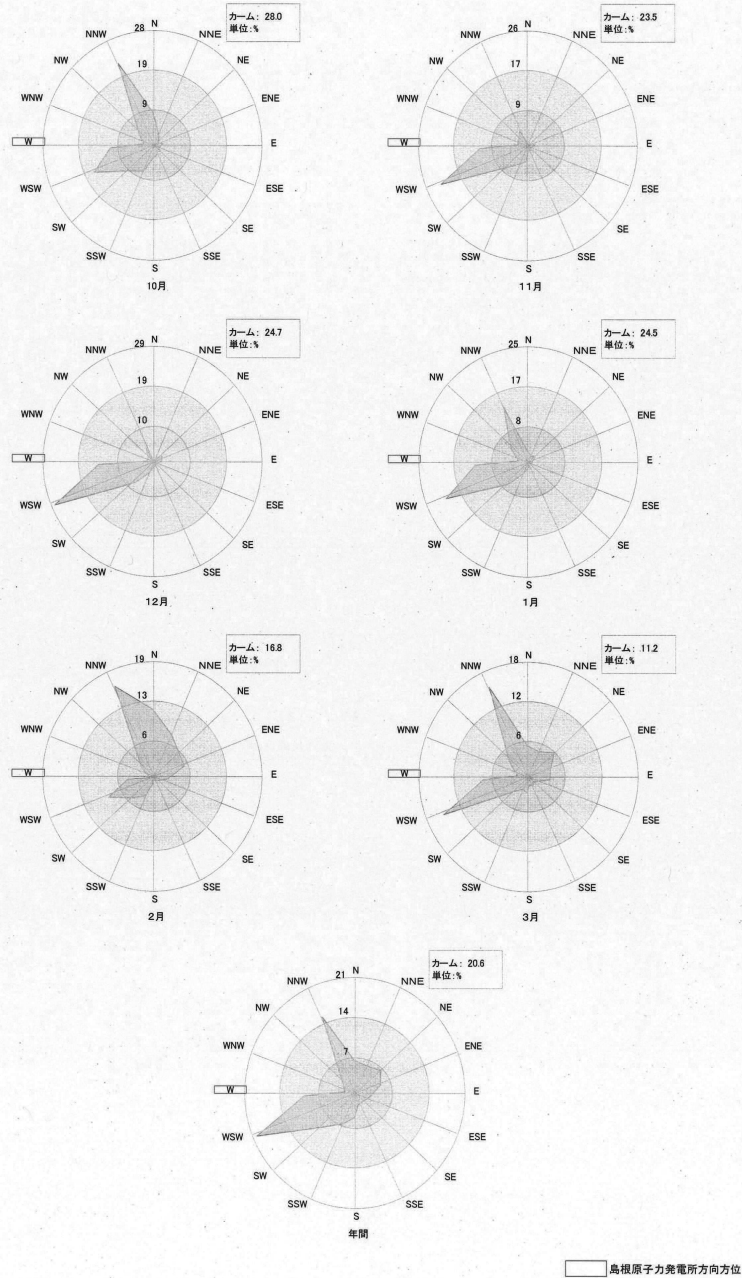 カーム: 28.0
単位:%
N
NNE
NE
ENE
E
ESE
SE
SSE
S
SSW
SW
WSW
W
WNW
NW
NNW
28
19
9
10月
カーム: 23.5
単位:%
N
NNE
NE
ENE
E
ESE
SE
SSE
S
SSW
SW
WSW
W
WNW
NW
NNW
26
17
9
11月
カーム: 24.7
単位:%
N
NNE
NE
ENE
E
ESE
SE
SSE
S
SSW
SW
WSW
W
WNW
NW
NNW
29
19
10
12月
カーム: 24.5
単位:%
N
NNE
NE
ENE
E
ESE
SE
SSE
S
SSW
SW
WSW
W
WNW
NW
NNW
25
17
8
1月
カーム: 16.8
単位:%
N
NNE
NE
ENE
E
ESE
SE
SSE
S
SSW
SW
WSW
W
WNW
NW
NNW
19
13
6
2月
カーム: 11.2
単位:%
N
NNE
NE
ENE
E
ESE
SE
SSE
S
SSW
SW
WSW
W
WNW
NW
NNW
18
12
6
3月
カーム: 20.6
単位:%
N
NNE
NE
ENE
E
ESE
SE
SSE
S
SSW
SW
WSW
W
WNW
NW
NNW
21
14
7
年間
島根原子力発電所方向方位